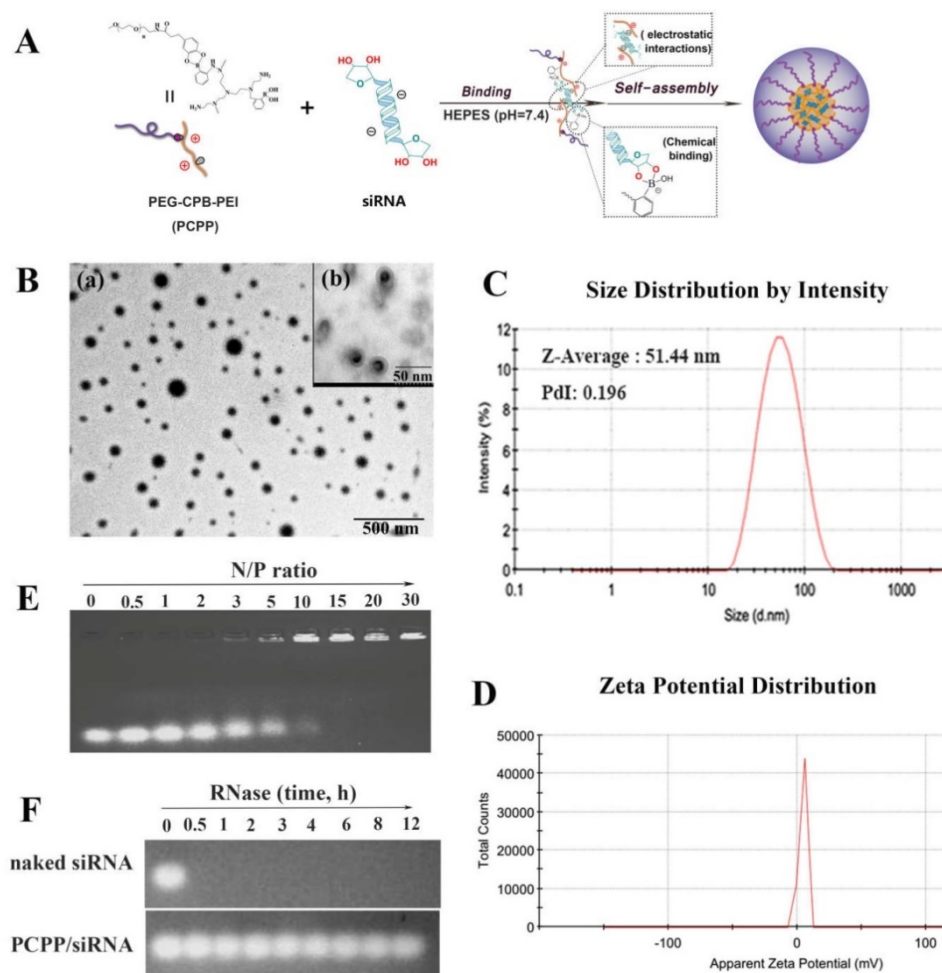 A
PEG-CPB-PEI
(PCPP)
+
siRNA
Binding
HEPES (pH=7.4)
Self-assembly
( electrostatic
interactions)
(Chemical
binding)
B
(a)
(b)
50 nm
500 nm
C
Size Distribution by Intensity
Z-Average : 51.44 nm
PdI: 0.196
Intensity (%)
12
10
8
6
4
2
0
0.1 1 10 100 1000
Size (d.nm)
E
N/P ratio
0 0.5 1 2 3 5 10 15 20 30
D
Zeta Potential Distribution
Total Counts
50000
40000
30000
20000
10000
0
-100 0 100
Apparent Zeta Potential (mV)
F
RNase (time, h)
0 0.5 1 2 3 4 6 8 12
naked siRNA
PCPP/siRNA